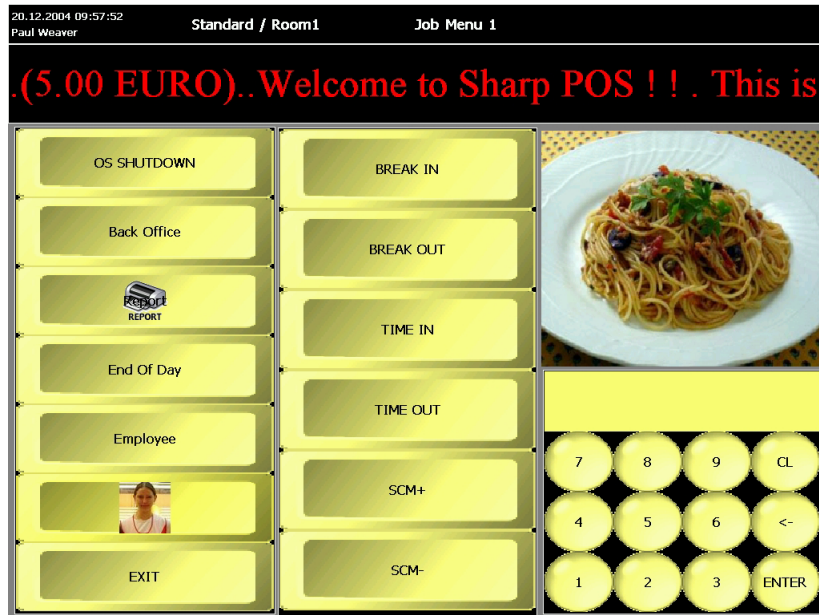 20.12.2004 09:57:52
Paul Weaver
Standard / Room1
Job Menu 1
.(5.00 EURO)..Welcome to Sharp POS ! ! . This is
OS SHUTDOWN
Back Office
Report
REPORT
End Of Day
Employee
EXIT
BREAK IN
BREAK OUT
TIME IN
TIME OUT
SCM+
SCM-
7 8 9 CL
4 5 6 <-
1 2 3 ENTER